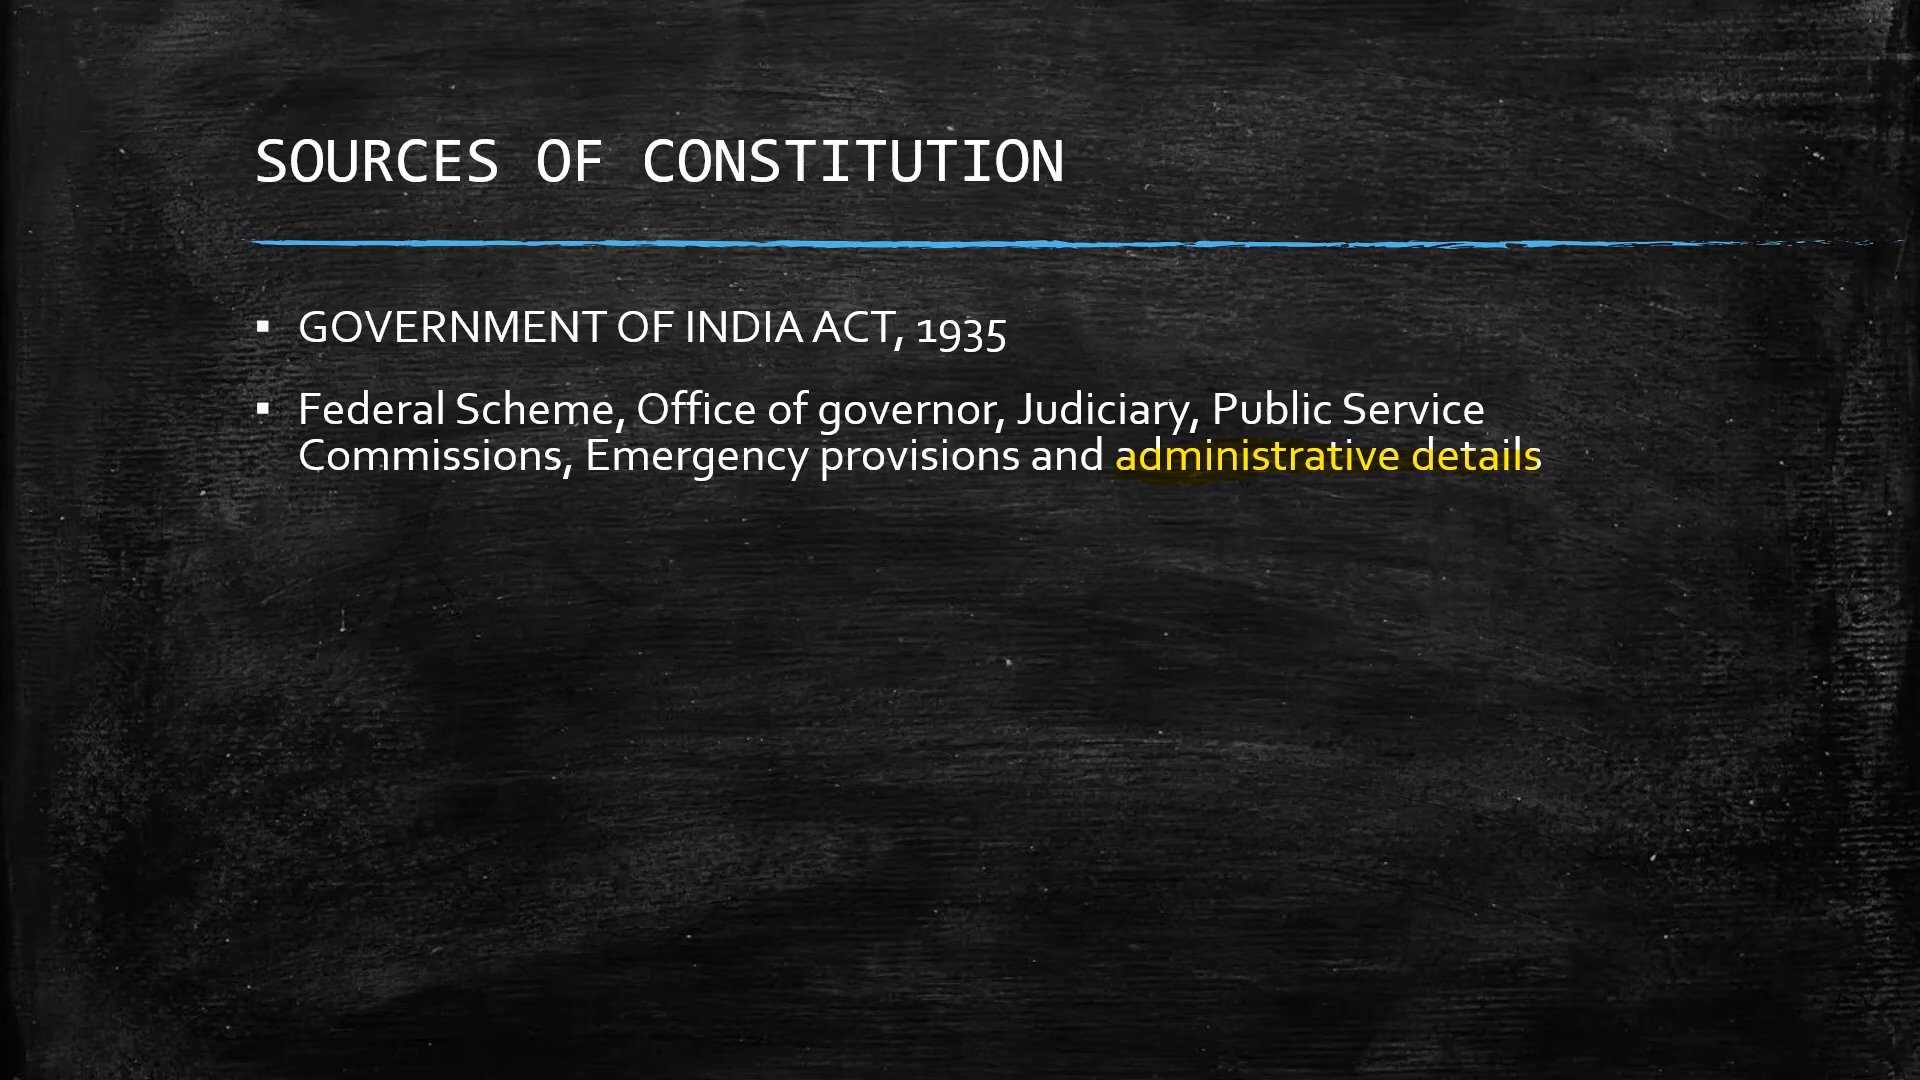 SOURCES OF CONSTITUTION
▪ GOVERNMENT OF INDIA ACT, 1935
▪ Federal Scheme, Office of governor, Judiciary, Public Service
Commissions, Emergency provisions and administrative details